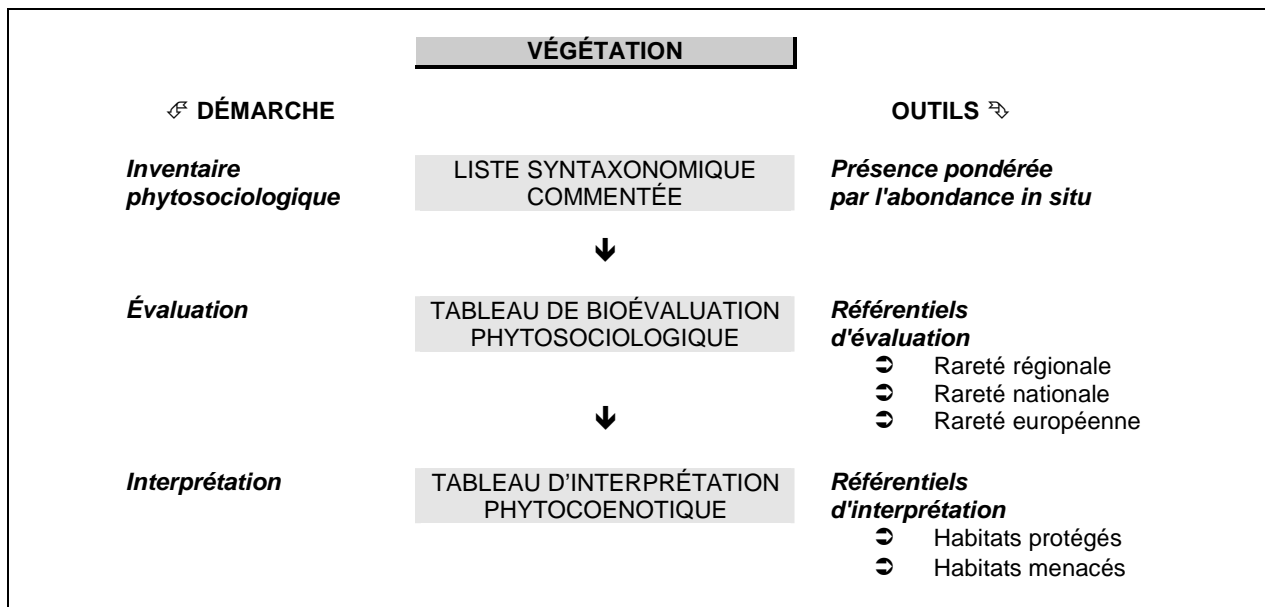 VÉGÉTATION
DÉMARCHE
OUTILS
Inventaire
phytosociologique
LISTE SYNTAXONOMIQUE
COMMENTÉE
Présence pondérée
par l'abondance in situ
Évaluation
TABLEAU DE BIOÉVALUATION
PHYTOSOCIOLOGIQUE
Référentiels
d'évaluation
Rareté régionale
Rareté nationale
Rareté européenne
Interprétation
TABLEAU D'INTERPRÉTATION
PHYTOCOENOTIQUE
Référentiels
d'interprétation
Habitats protégés
Habitats menacés